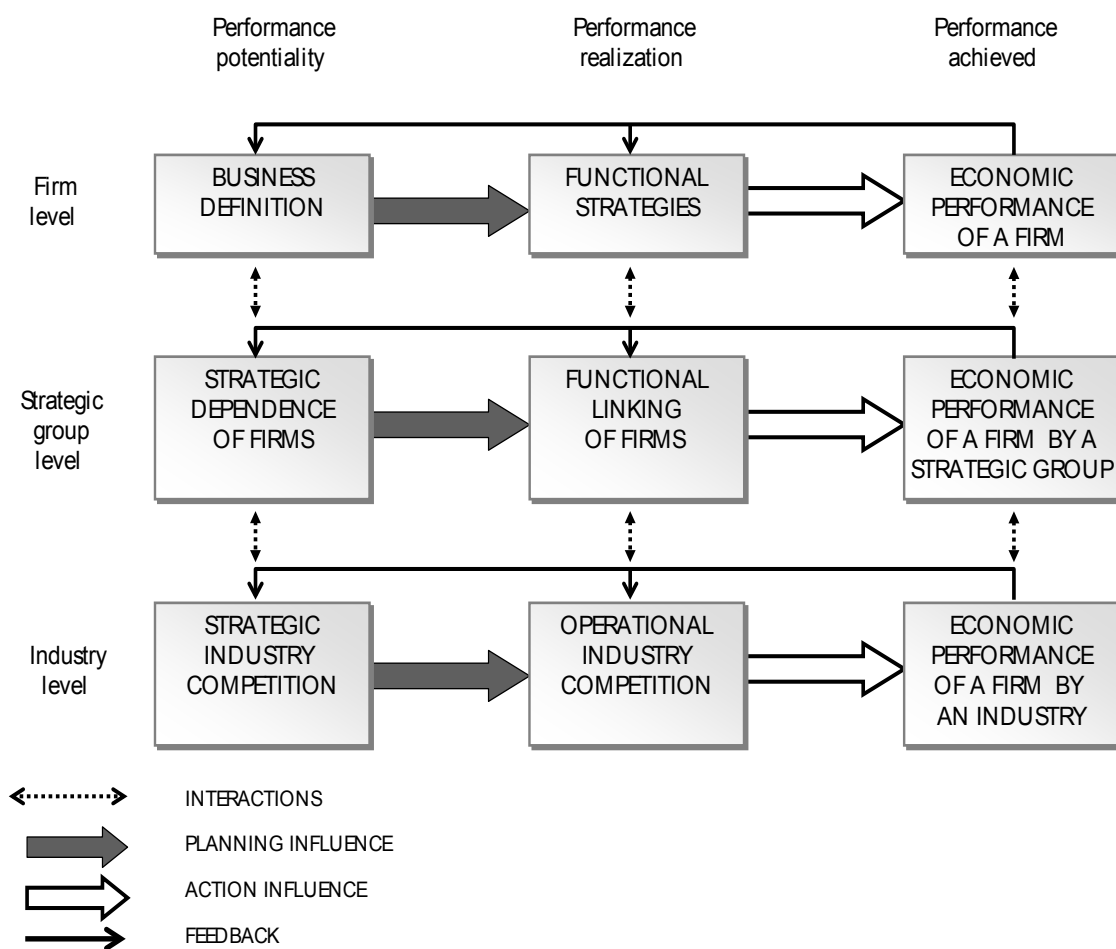 Performance
potentiality
Performance
realization
Performance
achieved
Firm
level
BUSINESS
DEFINITION
FUNCTIONAL
STRATEGIES
ECONOMIC
PERFORMANCE
OF A FIRM
Strategic
group
level
STRATEGIC
DEPENDENCE
OF FIRMS
FUNCTIONAL
LINKING
OF FIRMS
ECONOMIC
PERFORMANCE
OF A FIRM BY A
STRATEGIC GROUP
Industry
level
STRATEGIC
INDUSTRY
COMPETITION
OPERATIONAL
INDUSTRY
COMPETITION
ECONOMIC
PERFORMANCE
OF A FIRM BY
AN INDUSTRY
INTERACTIONS
PLANNING INFLUENCE
ACTION INFLUENCE
FEEDBACK